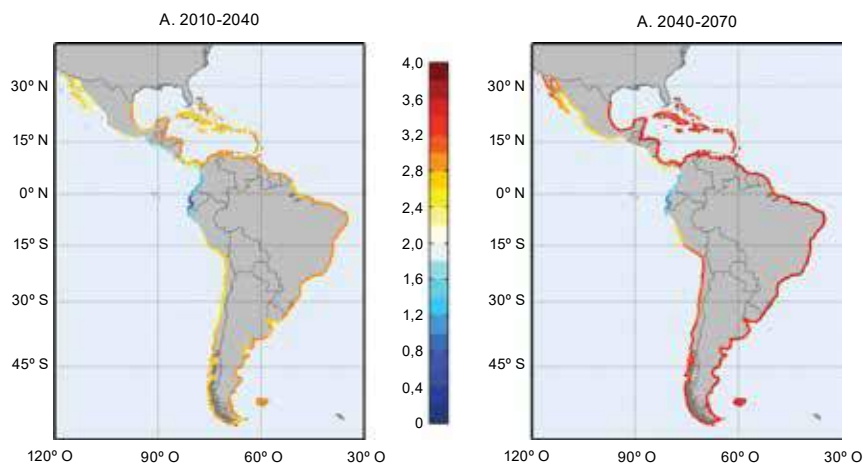 A. 2010-2040
A. 2040-2070
30º N
15º N
0º N
15º S
30º S
45º S
120º O
90º O
60º O
30º O
4,0
3,6
3,2
2,8
2,4
2,0
1,6
1,2
0,8
0,4
0
30º N
15º N
0º N
15º S
30º S
45º S
120º O
90º O
60º O
30º O